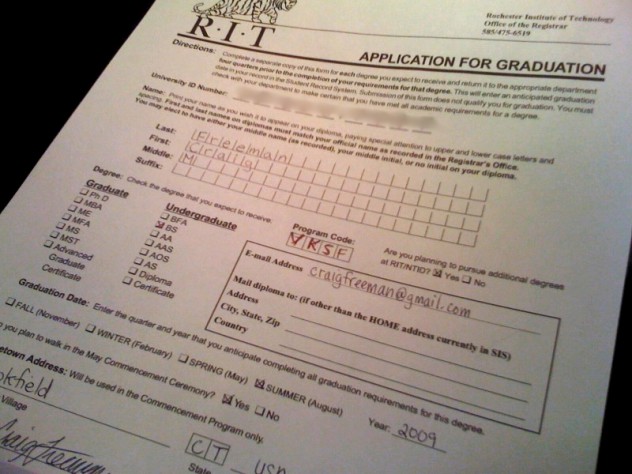 R·I·T
Rochester Institute of Technology
Office of the Registrar
585/475-6519
APPLICATION FOR GRADUATION
Directions: Complete a separate copy of this form for each degree you expect to receive and return it to the appropriate department
four quarters prior to the completion of your requirements for that degree. This will enter an anticipated graduation
date in your record in the Student Record System. Submission of this form does not qualify you for graduation. You must
check with your department to make certain that you have met all academic requirements for a degree.
University ID Number:
Name: Print your name as you wish it to appear on your diploma, paying special attention to upper and lower case letters and
spacing. First and last names on diplomas must match your official name as recorded in the Registrar's Office.
You may elect to have either your middle name (as recorded), your middle initial, or no initial on your diploma.
Last: Freeman
First: Craig
Middle: M
Suffix:
Degree: Check the degree that you expect to receive.
Graduate
Ph D
MBA
ME
MFA
MS
MST
Advanced
Graduate
Certificate
Undergraduate
BFA
BS
AA
AAS
AOS
AS
Diploma
Certificate
Program Code:
VKSF
Are you planning to pursue additional degrees
at RIT/NTID? Yes No
E-mail Address craigfreeman@gmail.com
Mail diploma to: (if other than the HOME address currently in SIS)
Address
City, State, Zip
Country
Graduation Date: Enter the quarter and year that you anticipate completing all graduation requirements for this degree.
FALL (November) WINTER (February) SPRING (May) SUMMER (August) Year: 2009
you plan to walk in the May Commencement Ceremony? Yes No
Address: Will be used in the Commencement Program only.
CT
Village
State
Craig Freeman